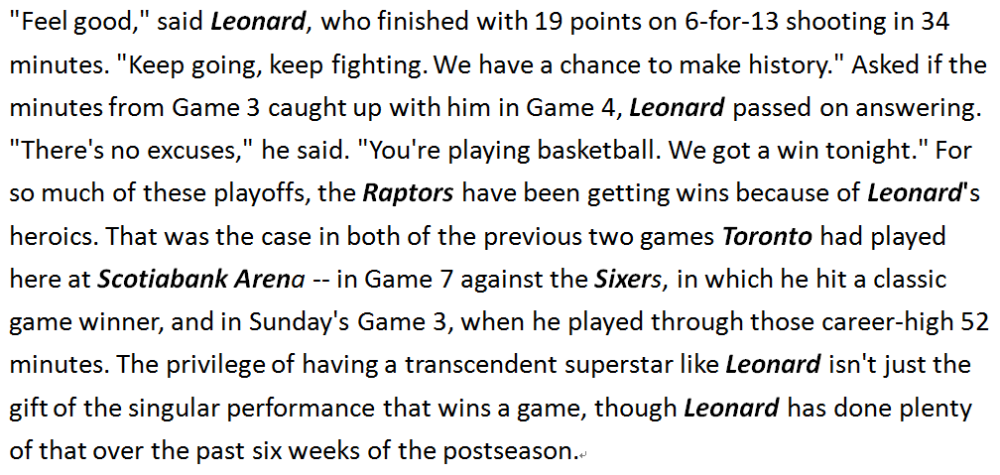 "Feel good," said Leonard, who finished with 19 points on 6-for-13 shooting in 34
minutes. "Keep going, keep fighting. We have a chance to make history." Asked if the
minutes from Game 3 caught up with him in Game 4, Leonard passed on answering.
"There's no excuses," he said. "You're playing basketball. We got a win tonight." For
so much of these playoffs, the Raptors have been getting wins because of Leonard's
heroics. That was the case in both of the previous two games Toronto had played
here at Scotiabank Arena -- in Game 7 against the Sixers, in which he hit a classic
game winner, and in Sunday's Game 3, when he played through those career-high 52
minutes. The privilege of having a transcendent superstar like Leonard isn't just the
gift of the singular performance that wins a game, though Leonard has done plenty
of that over the past six weeks of the postseason.